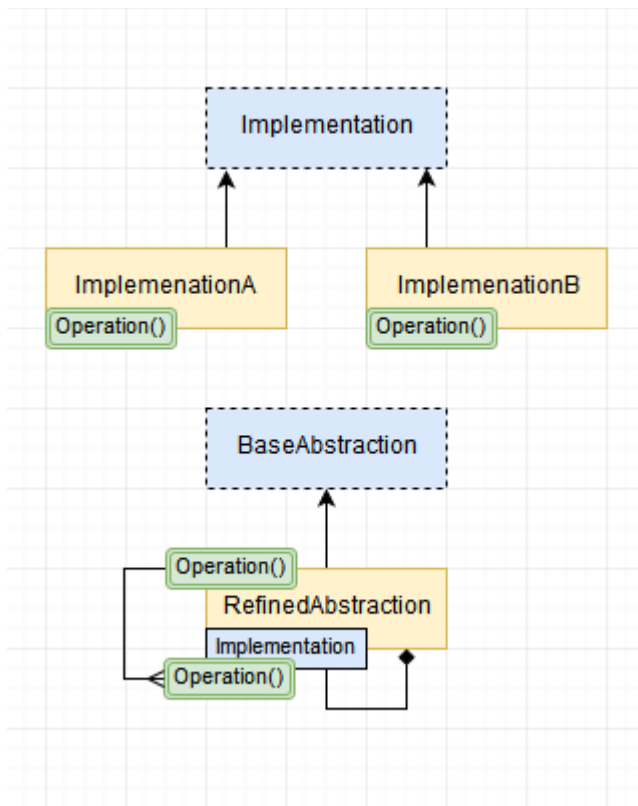 Implementation
ImplemenationA
ImplemenationB
Operation()
Operation()
BaseAbstraction
Operation()
RefinedAbstraction
Implementation
Operation()